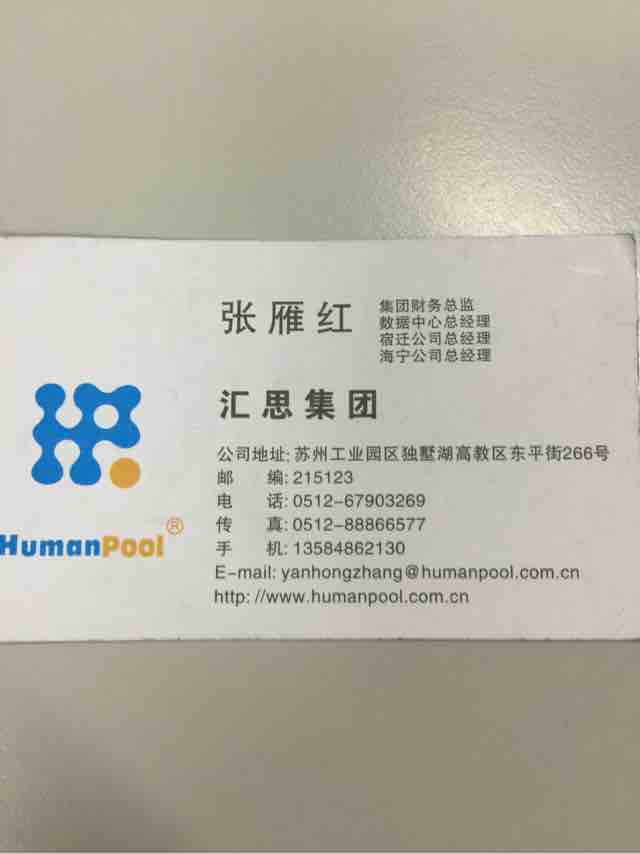 张雁红
集团财务总监
数据中心总经理
宿迁公司总经理
海宁公司总经理
汇思集团
公司地址: 苏州工业园区独墅湖高教区东平街266号
邮 编: 215123
电 话: 0512-67903269
传 真: 0512-88866577
手 机: 13584862130
E-mail: yanhongzhang@humanpool.com.cn
http: //www.humanpool.com.cn
HumanPool®